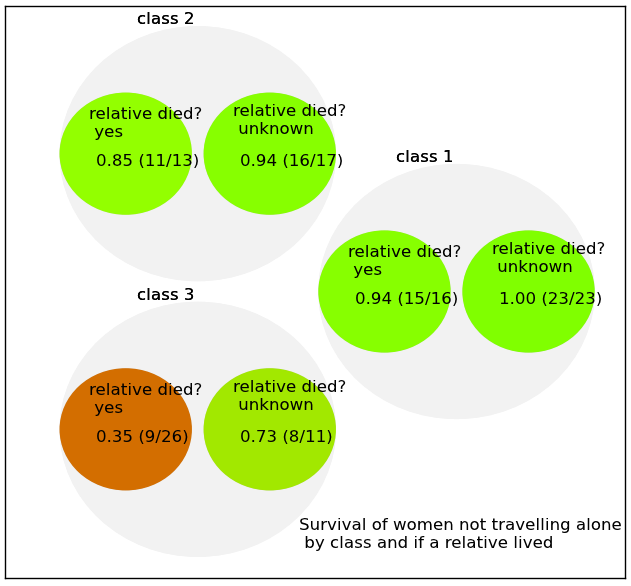 class 2
relative died?
yes
0.85 (11/13)
relative died?
unknown
0.94 (16/17)
class 1
relative died?
yes
0.94 (15/16)
relative died?
unknown
1.00 (23/23)
class 3
relative died?
yes
0.35 (9/26)
relative died?
unknown
0.73 (8/11)
Survival of women not travelling alone
by class and if a relative lived